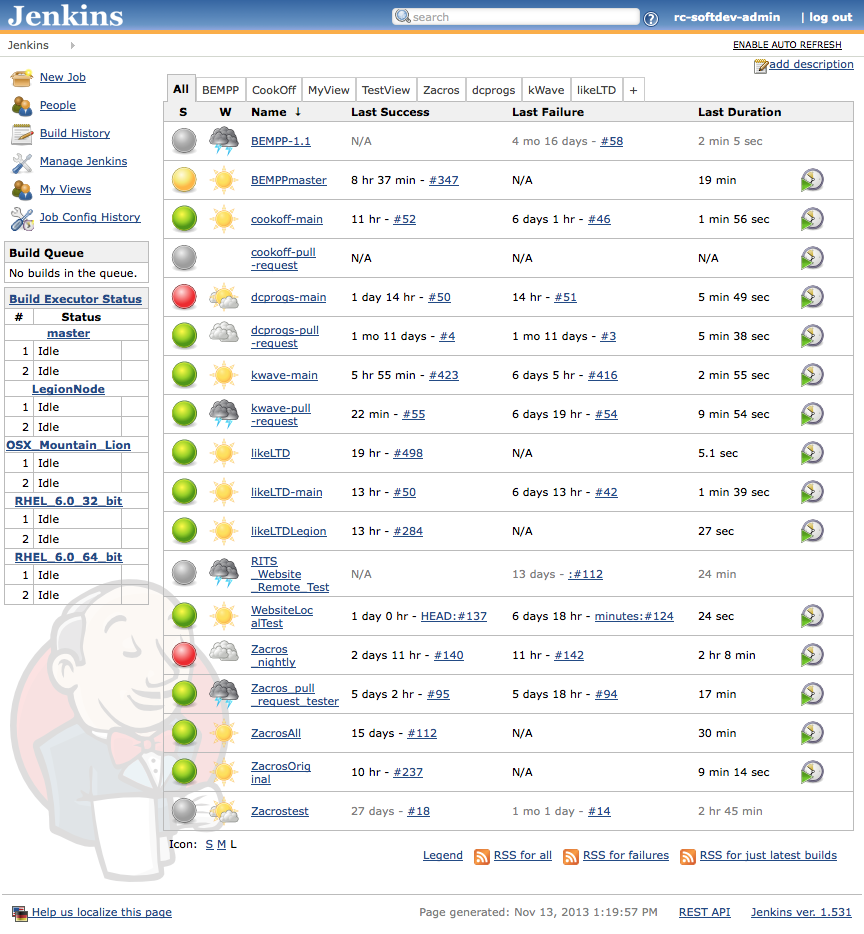 Jenkins
search
rc-softdev-admin | log out
Jenkins
ENABLE AUTO REFRESH
add description
New Job
People
Build History
Manage Jenkins
My Views
Job Config History
Build Queue
No builds in the queue.
Build Executor Status
# Status
master
1 Idle
2 Idle
LegionNode
1 Idle
2 Idle
OSX_Mountain_Lion
1 Idle
2 Idle
RHEL_6.0_32_bit
1 Idle
2 Idle
RHEL_6.0_64_bit
1 Idle
2 Idle
All BEMPP CookOff MyView TestView Zacros dcprogs kWave likeLTD +
S W Name ↓ Last Success Last Failure Last Duration
BEMPP-1.1 N/A 4 mo 16 days - #58 2 min 5 sec
BEMPPmaster 8 hr 37 min - #347 N/A 19 min
cookoff-main 11 hr - #52 6 days 1 hr - #46 1 min 56 sec
cookoff-pull
-request N/A N/A N/A
dcprogs-main 1 day 14 hr - #50 14 hr - #51 5 min 49 sec
dcprogs-pull
-request 1 mo 11 days - #4 1 mo 11 days - #3 5 min 38 sec
kwave-main 5 hr 55 min - #423 6 days 5 hr - #416 2 min 55 sec
kwave-pull
-request 22 min - #55 6 days 19 hr - #54 9 min 54 sec
likeLTD 19 hr - #498 N/A 5.1 sec
likeLTD-main 13 hr - #50 6 days 13 hr - #42 1 min 39 sec
likeLTDLegion 13 hr - #284 N/A 27 sec
RITS
_Website
_Remote_Test N/A 13 days - :#112 24 min
WebsiteLoc
alTest 1 day 0 hr - HEAD:#137 6 days 18 hr - minutes:#124 24 sec
Zacros
_nightly 2 days 11 hr - #140 11 hr - #142 2 hr 8 min
Zacros_pull
_request_tester 5 days 2 hr - #95 5 days 18 hr - #94 17 min
ZacrosAll 15 days - #112 N/A 30 min
ZacrosOrig
inal 10 hr - #237 N/A 9 min 14 sec
Zacrostest 27 days - #18 1 mo 1 day - #14 2 hr 45 min
Icon: S M L
Legend RSS for all RSS for failures RSS for just latest builds
Help us localize this page
Page generated: Nov 13, 2013 1:19:57 PM REST API Jenkins ver. 1.531